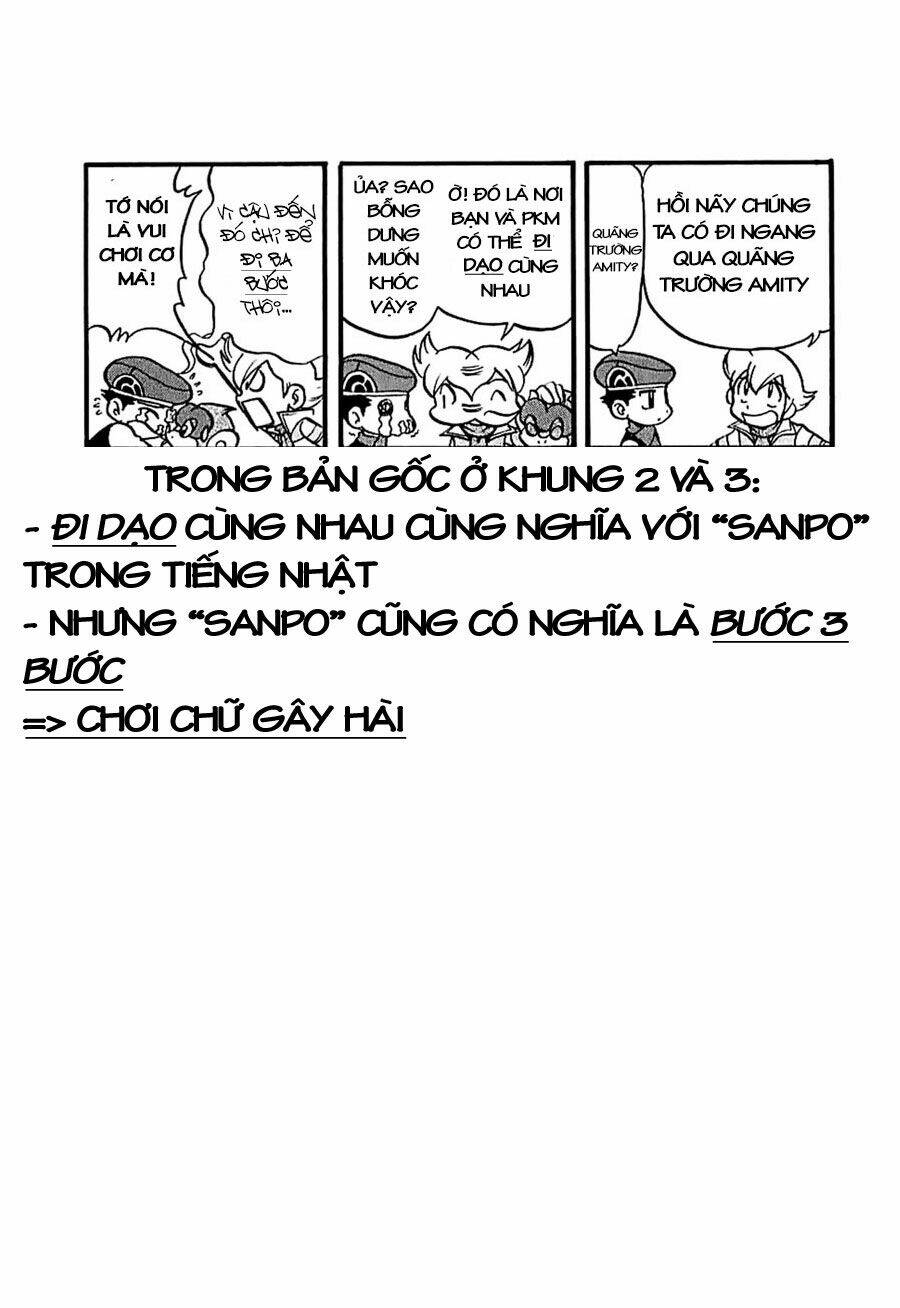 HỒI NÃY CHÚNG
TA CÓ ĐI NGANG
QUA QUÃNG
TRƯỜNG AMITY
QUÃNG
TRƯỜNG
AMITY?
Ờ! ĐÓ LÀ NƠI
BẠN VÀ PKM
CÓ THỂ ĐI
DẠO CÙNG
NHAU
ỦA? SAO
BỖNG
DƯNG
MUỐN
KHÓC
VẬY?
VÌ CẬU ĐẾN
ĐÓ CHỈ ĐỂ
ĐI BA
BƯỚC
THÔI...
TỚ NÓI
LÀ VUI
CHƠI CƠ
MÀ!
TRONG BẢN GỐC Ở KHUNG 2 VÀ 3:
- ĐI DẠO CÙNG NHAU CÙNG NGHĨA VỚI “SANPO”
TRONG TIẾNG NHẬT
- NHƯNG “SANPO” CŨNG CÓ NGHĨA LÀ BƯỚC 3
BƯỚC
=> CHƠI CHỮ GÂY HÀI